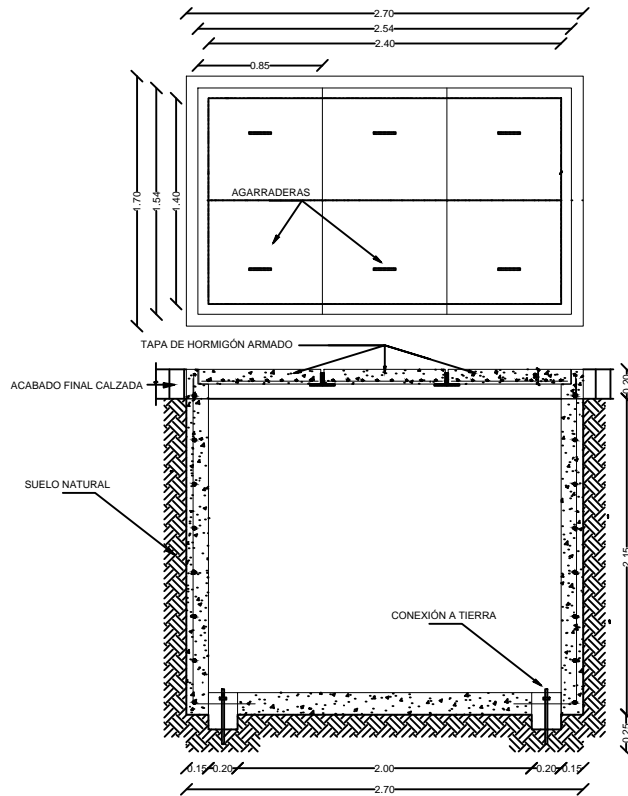 2.70
2.54
2.40
0.85
1.70
1.54
1.40
AGARRADERAS
TAPA DE HORMIGÓN ARMADO
ACABADO FINAL CALZADA
0.20
SUELO NATURAL
2.15
CONEXIÓN A TIERRA
0.25
0.15 0.20 2.00 0.20 0.15
2.70